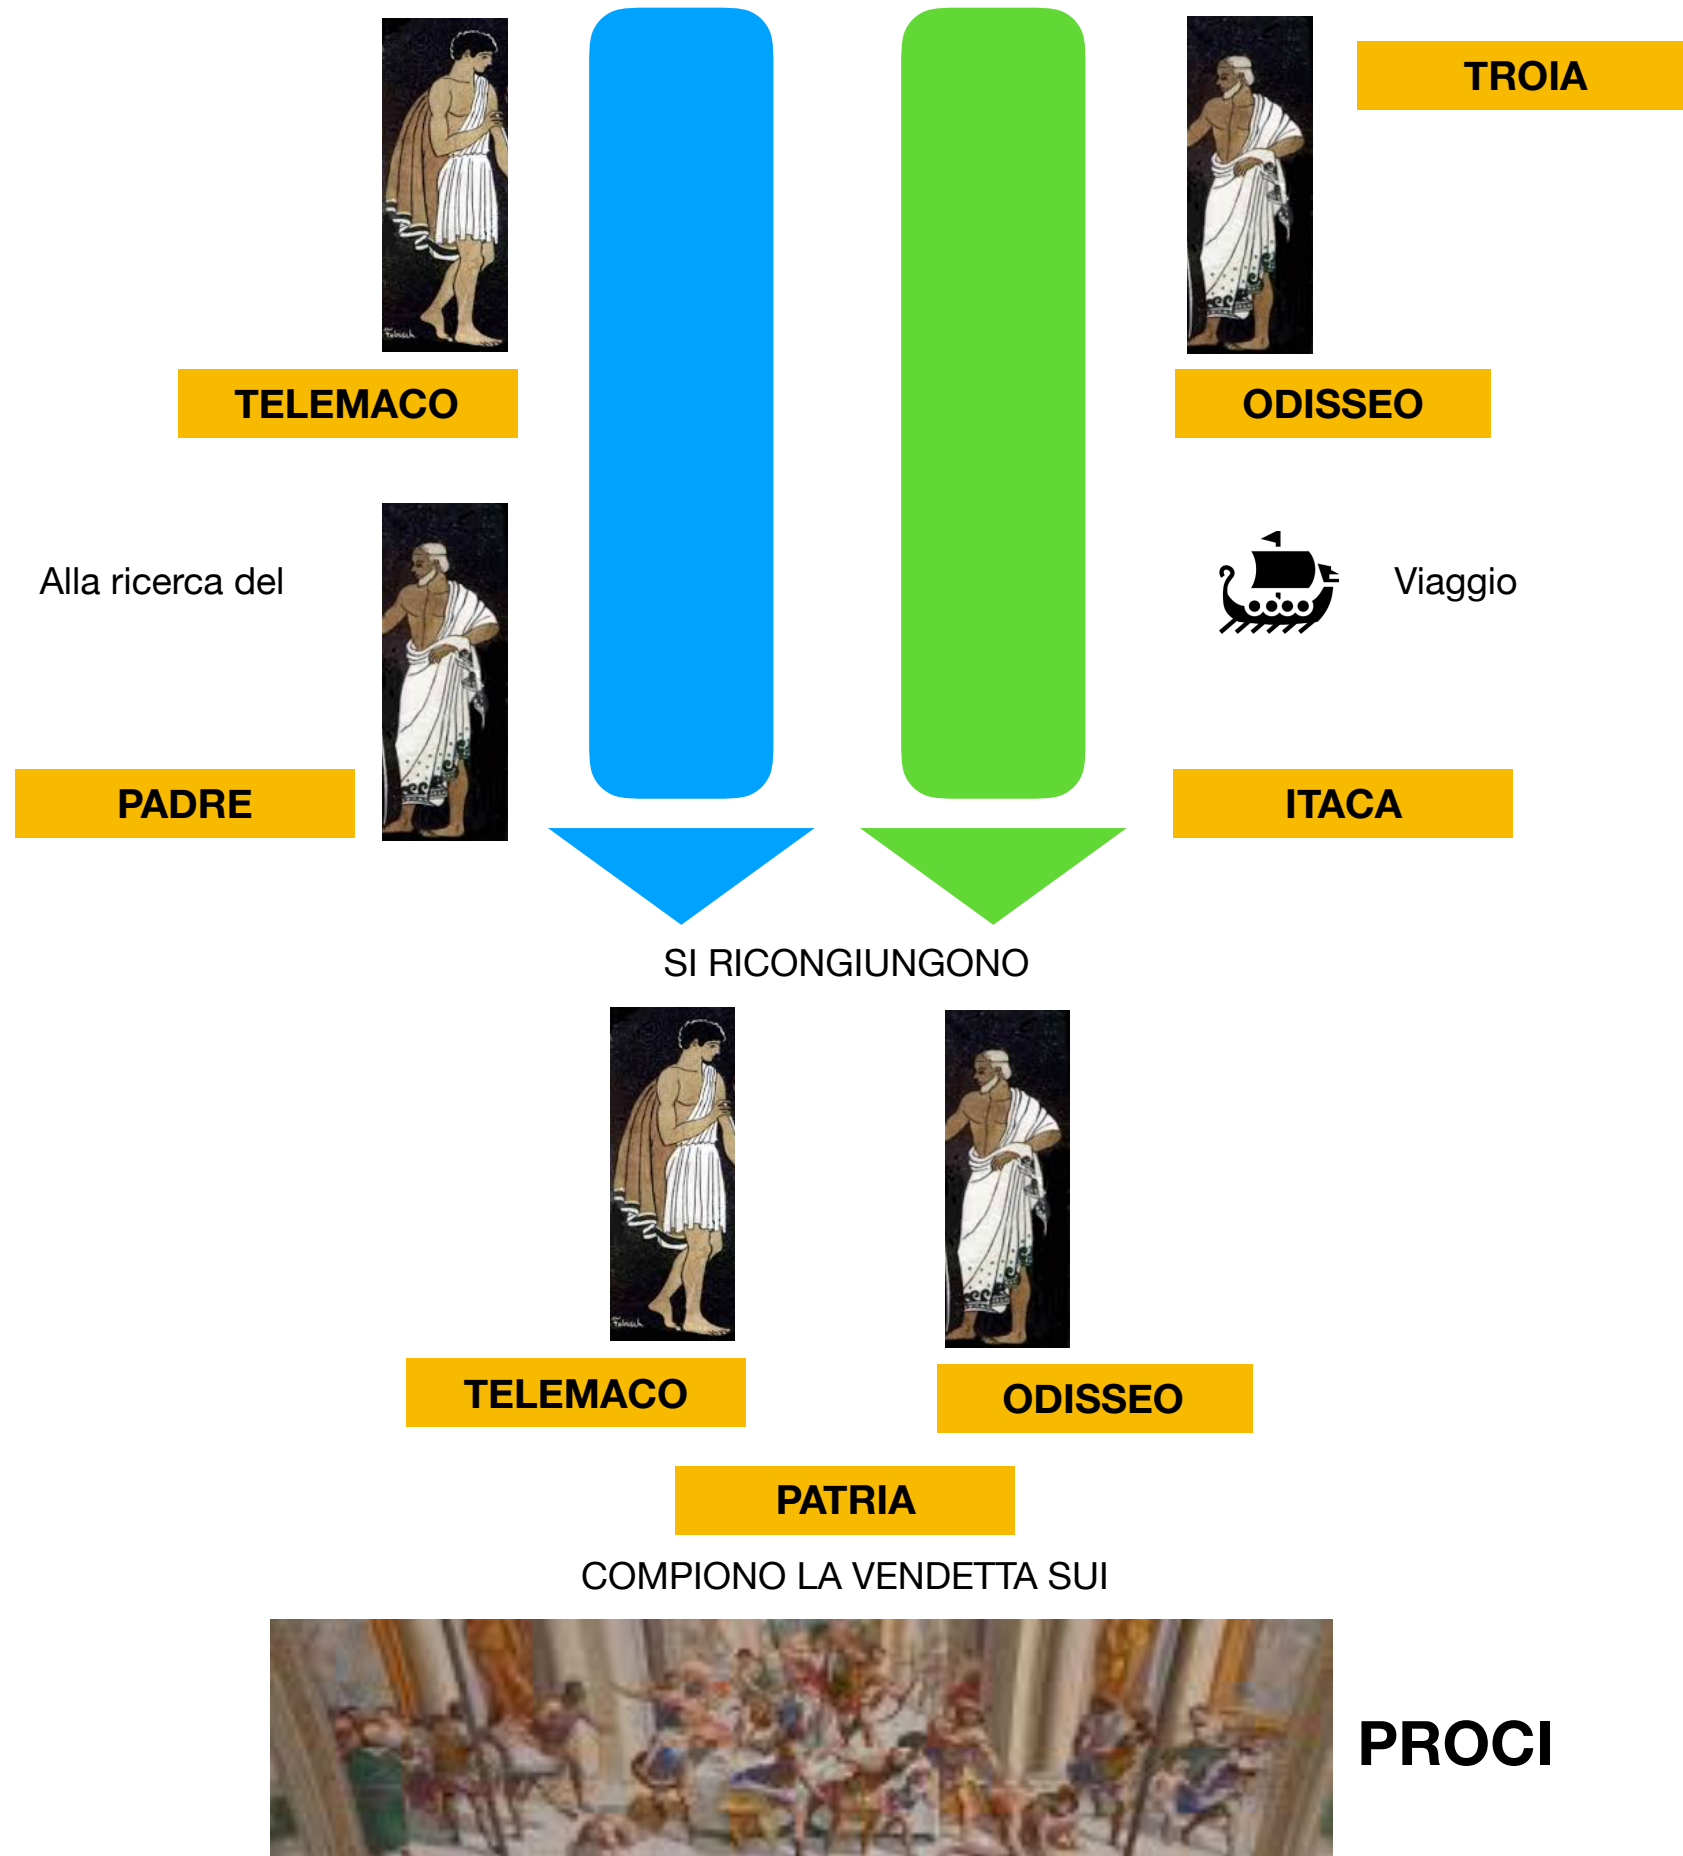 TROIA
TELEMACO
ODISSEO
Alla ricerca del
Viaggio
PADRE
ITACA
SI RICONGIUNGONO
TELEMACO
ODISSEO
PATRIA
COMPIONO LA VENDETTA SUI
PROCI